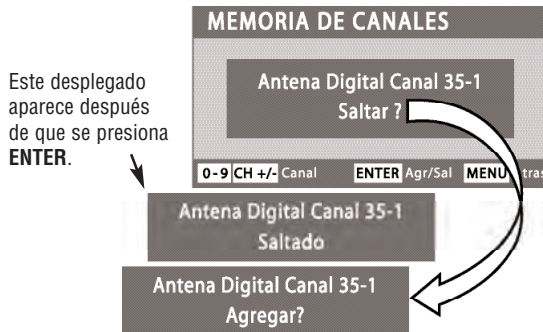 MEMORIA DE CANALES
Antena Digital Canal 35-1
Saltar ?
Este desplegado
aparece después
de que se presiona
ENTER.
0-9 CH +/- Canal ENTER Agr/Sal MENU
Antena Digital Canal 35-1
Saltado
Antena Digital Canal 35-1
Agregar?